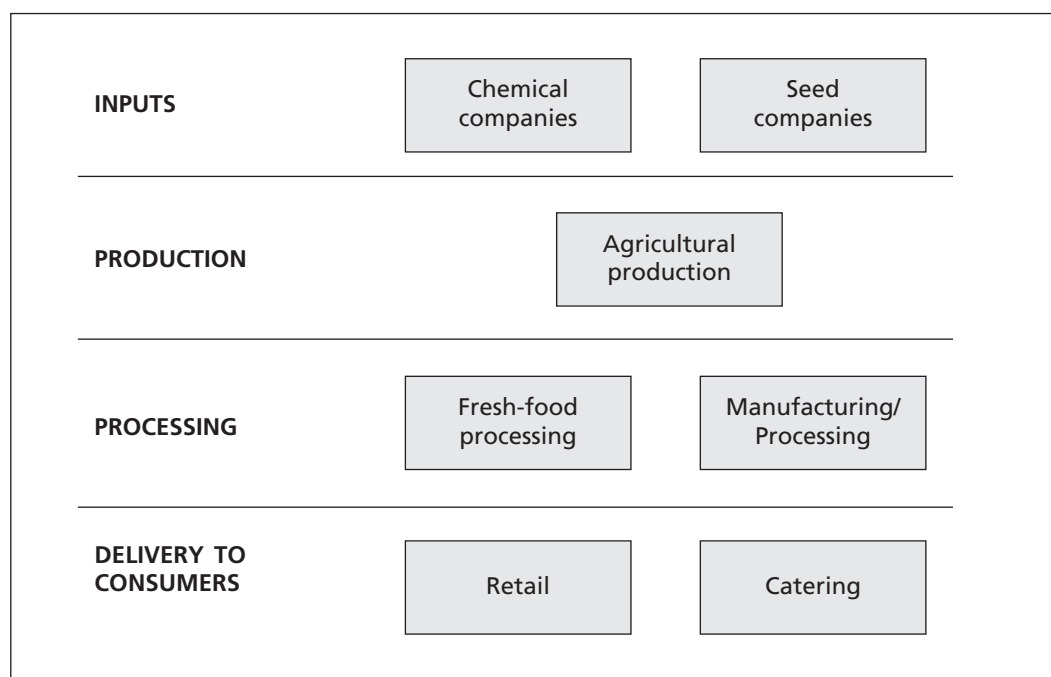 INPUTS
Chemical
companies
Seed
companies
PRODUCTION
Agricultural
production
PROCESSING
Fresh-food
processing
Manufacturing/
Processing
DELIVERY TO
CONSUMERS
Retail
Catering